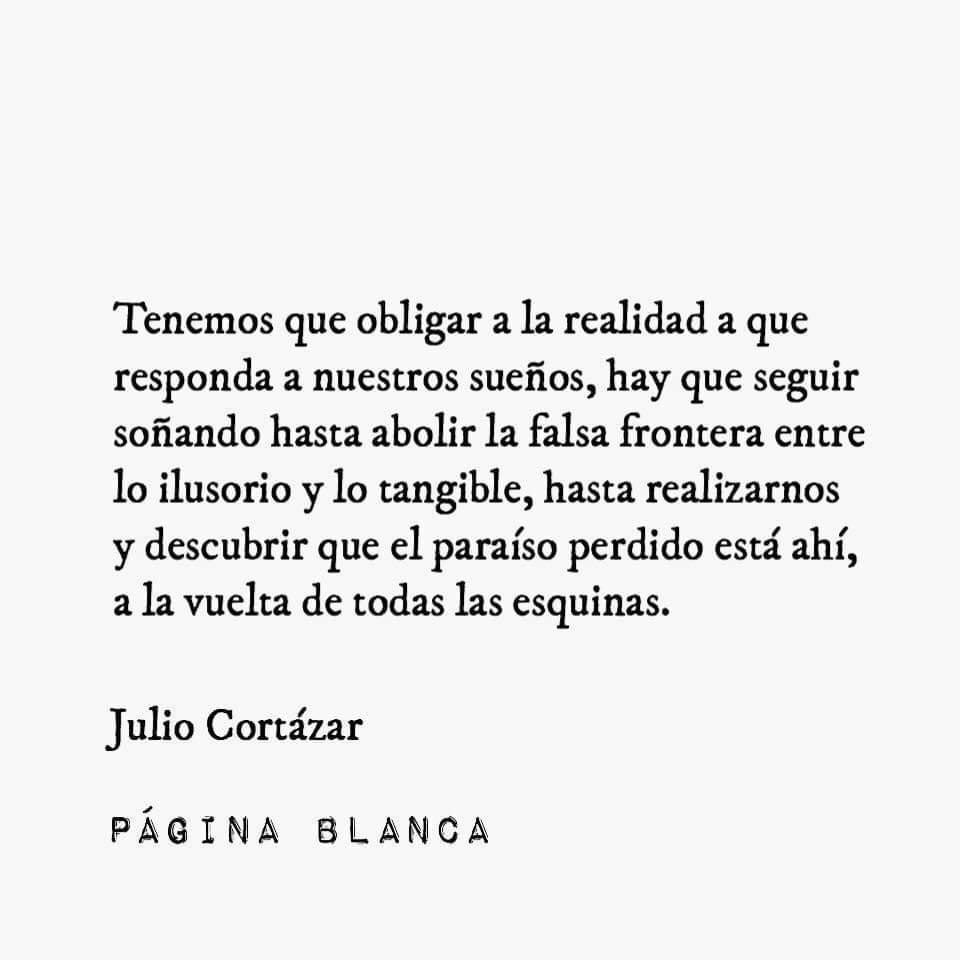 Tenemos que obligar a la realidad a que
responda a nuestros sueños, hay que seguir
soñando hasta abolir la falsa frontera entre
lo ilusorio y lo tangible, hasta realizarnos
y descubrir que el paraíso perdido está ahí,
a la vuelta de todas las esquinas.
Julio Cortázar
PÁGINA BLANCA